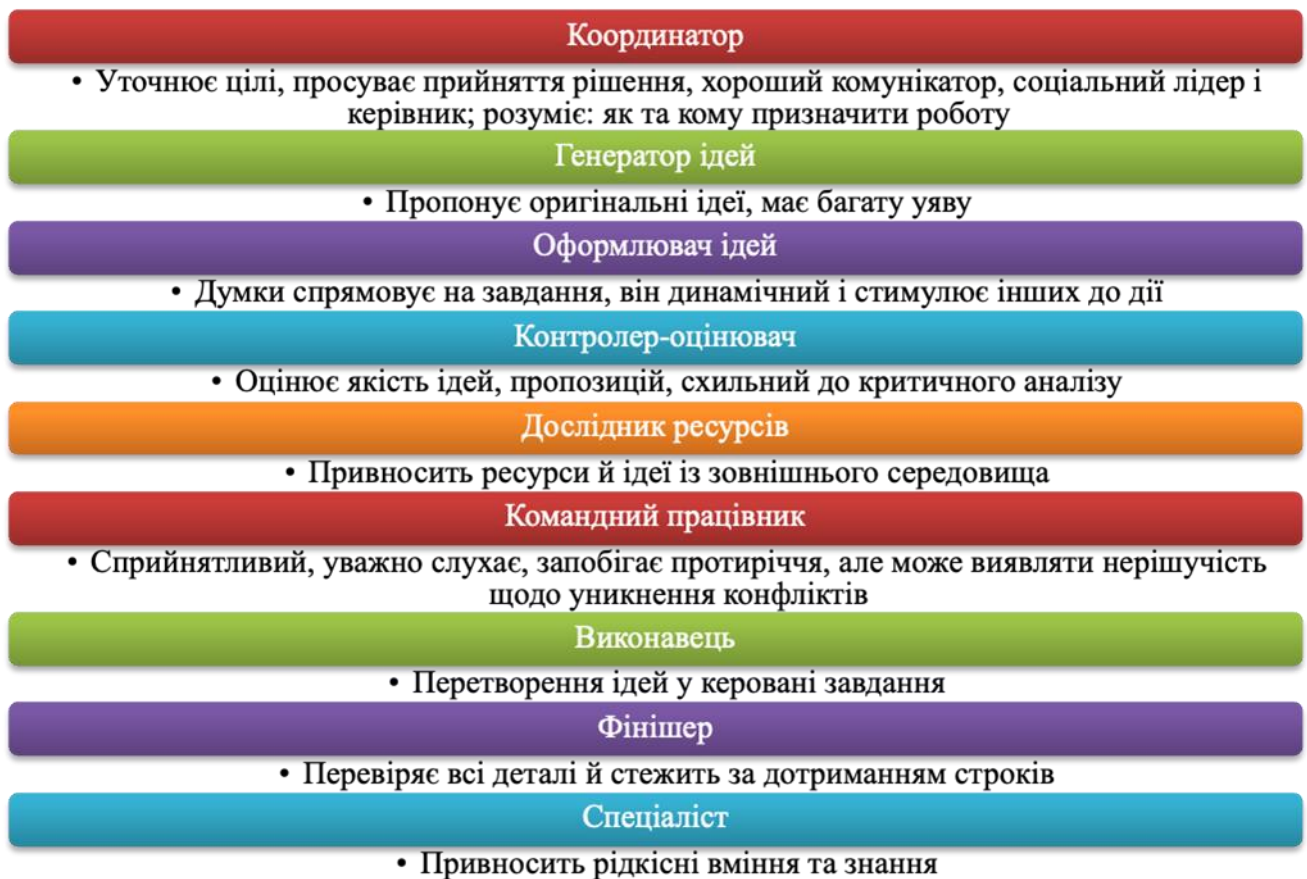 Координатор
• Уточнює цілі, просуває прийняття рішення, хороший комунікатор, соціальний лідер і
керівник; розуміє: як та кому призначити роботу
Генератор ідей
• Пропонує оригінальні ідеї, має багату уяву
Оформлювач ідей
• Думки спрямовує на завдання, він динамічний і стимулює інших до дії
Контролер-оцінювач
• Оцінює якість ідей, пропозицій, схильний до критичного аналізу
Дослідник ресурсів
• Привносить ресурси й ідеї із зовнішнього середовища
Командний працівник
• Сприйнятливий, уважно слухає, запобігає протиріччя, але може виявляти нерішучість
щодо уникнення конфліктів
Виконавець
• Перетворення ідей у керовані завдання
Фінішер
• Перевіряє всі деталі й стежить за дотриманням строків
Спеціаліст
• Привносить рідкісні вміння та знання